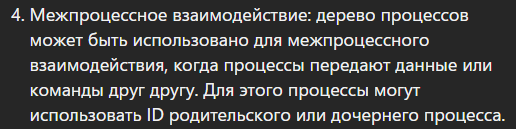 4. Межпроцессное взаимодействие: дерево процессов
может быть использовано для межпроцессного
взаимодействия, когда процессы передают данные или
команды друг другу. Для этого процессы могут
использовать ID родительского или дочернего процесса.